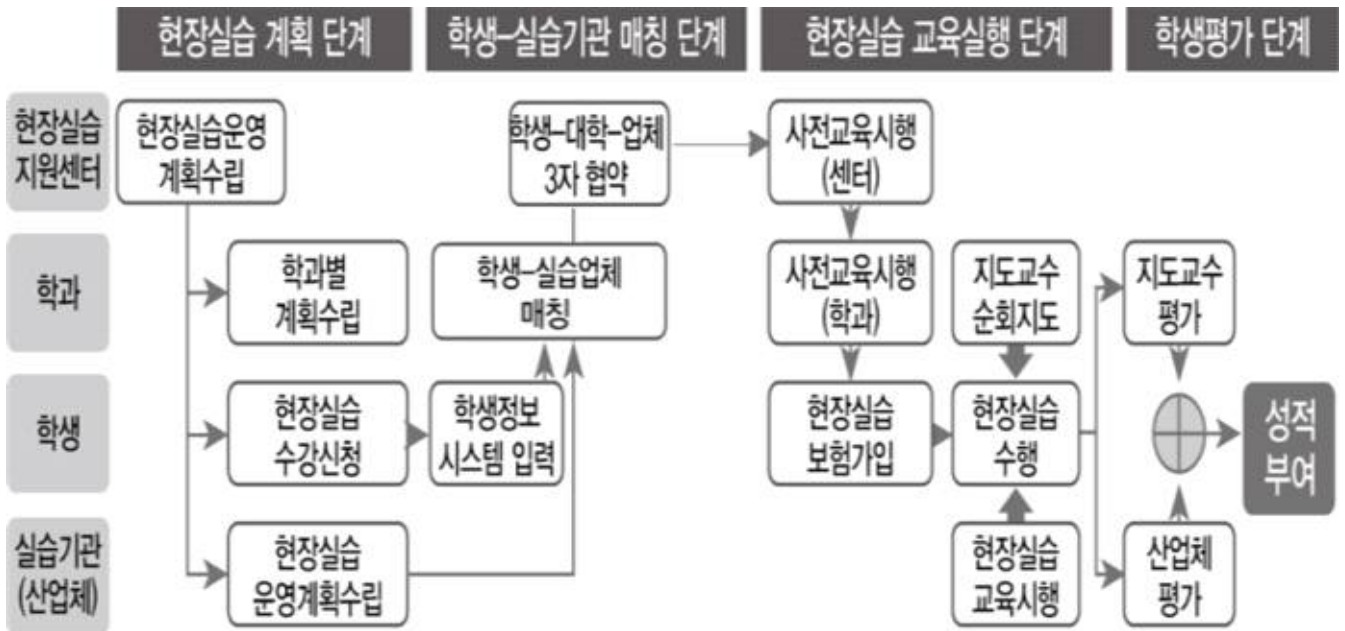 현장실습 계획 단계
학생-실습기관 매칭 단계
현장실습 교육실행 단계
학생평가 단계
현장실습
지원센터
현장실습운영
계획수립
학생-대학-업체
3자 협약
사전교육시행
(센터)
학과
학과별
계획수립
학생-실습업체
매칭
사전교육시행
(학과)
지도교수
순회지도
지도교수
평가
학생
현장실습
수강신청
학생정보
시스템 입력
현장실습
보험가입
현장실습
수행
성적
부여
실습기관
(산업체)
현장실습
운영계획수립
현장실습
교육시행
산업체
평가